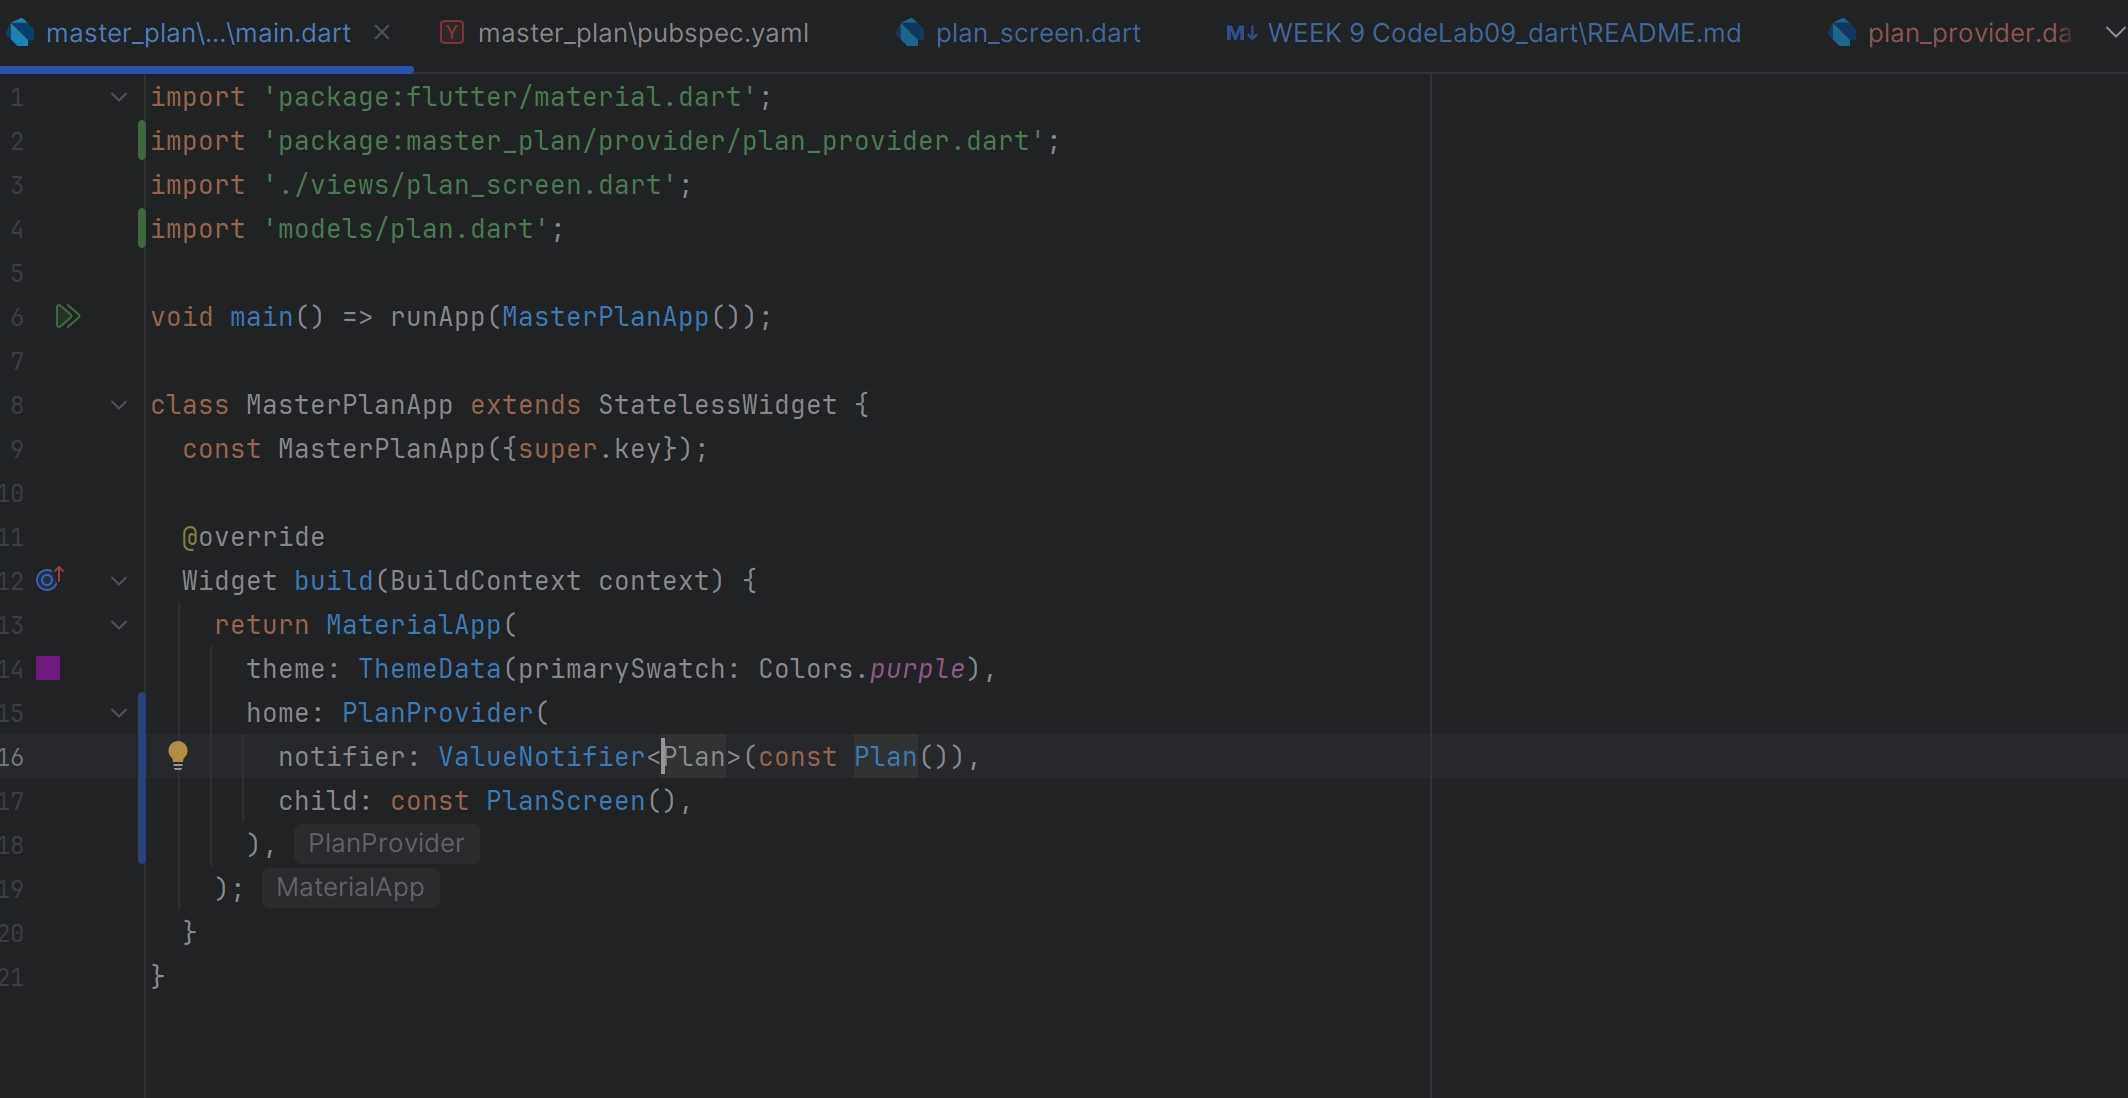 master_plan\...\main.dart
master_plan\pubspec.yaml
plan_screen.dart
WEEK 9 CodeLab09_dart\README.md
plan_provider.da
1 import 'package:flutter/material.dart';
2 import 'package:master_plan/provider/plan_provider.dart';
3 import './views/plan_screen.dart';
4 import 'models/plan.dart';
5
6 void main() => runApp(MasterPlanApp());
7
8 class MasterPlanApp extends StatelessWidget {
9 const MasterPlanApp({super.key});
10
11 @override
12 Widget build(BuildContext context) {
13 return MaterialApp(
14 theme: ThemeData(primarySwatch: Colors.purple),
15 home: PlanProvider(
16 notifier: ValueNotifier<Plan>(const Plan()),
17 child: const PlanScreen(),
18 ), PlanProvider
19 ); MaterialApp
20 }
21 }